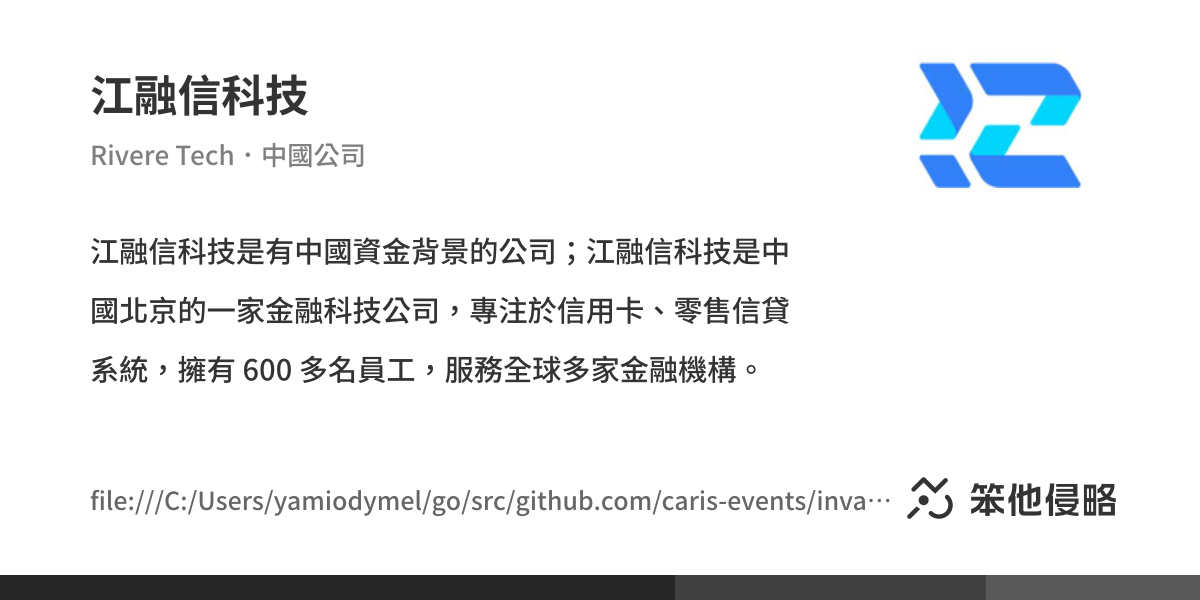 江融信科技
Rivere Tech・中國公司
江融信科技是有中國資金背景的公司；江融信科技是中
國北京的一家金融科技公司，專注於信用卡、零售信貸
系統，擁有 600 多名員工，服務全球多家金融機構。
file:///C:/Users/yamiodymel/go/src/github.com/caris-events/inva…
笨他侵略